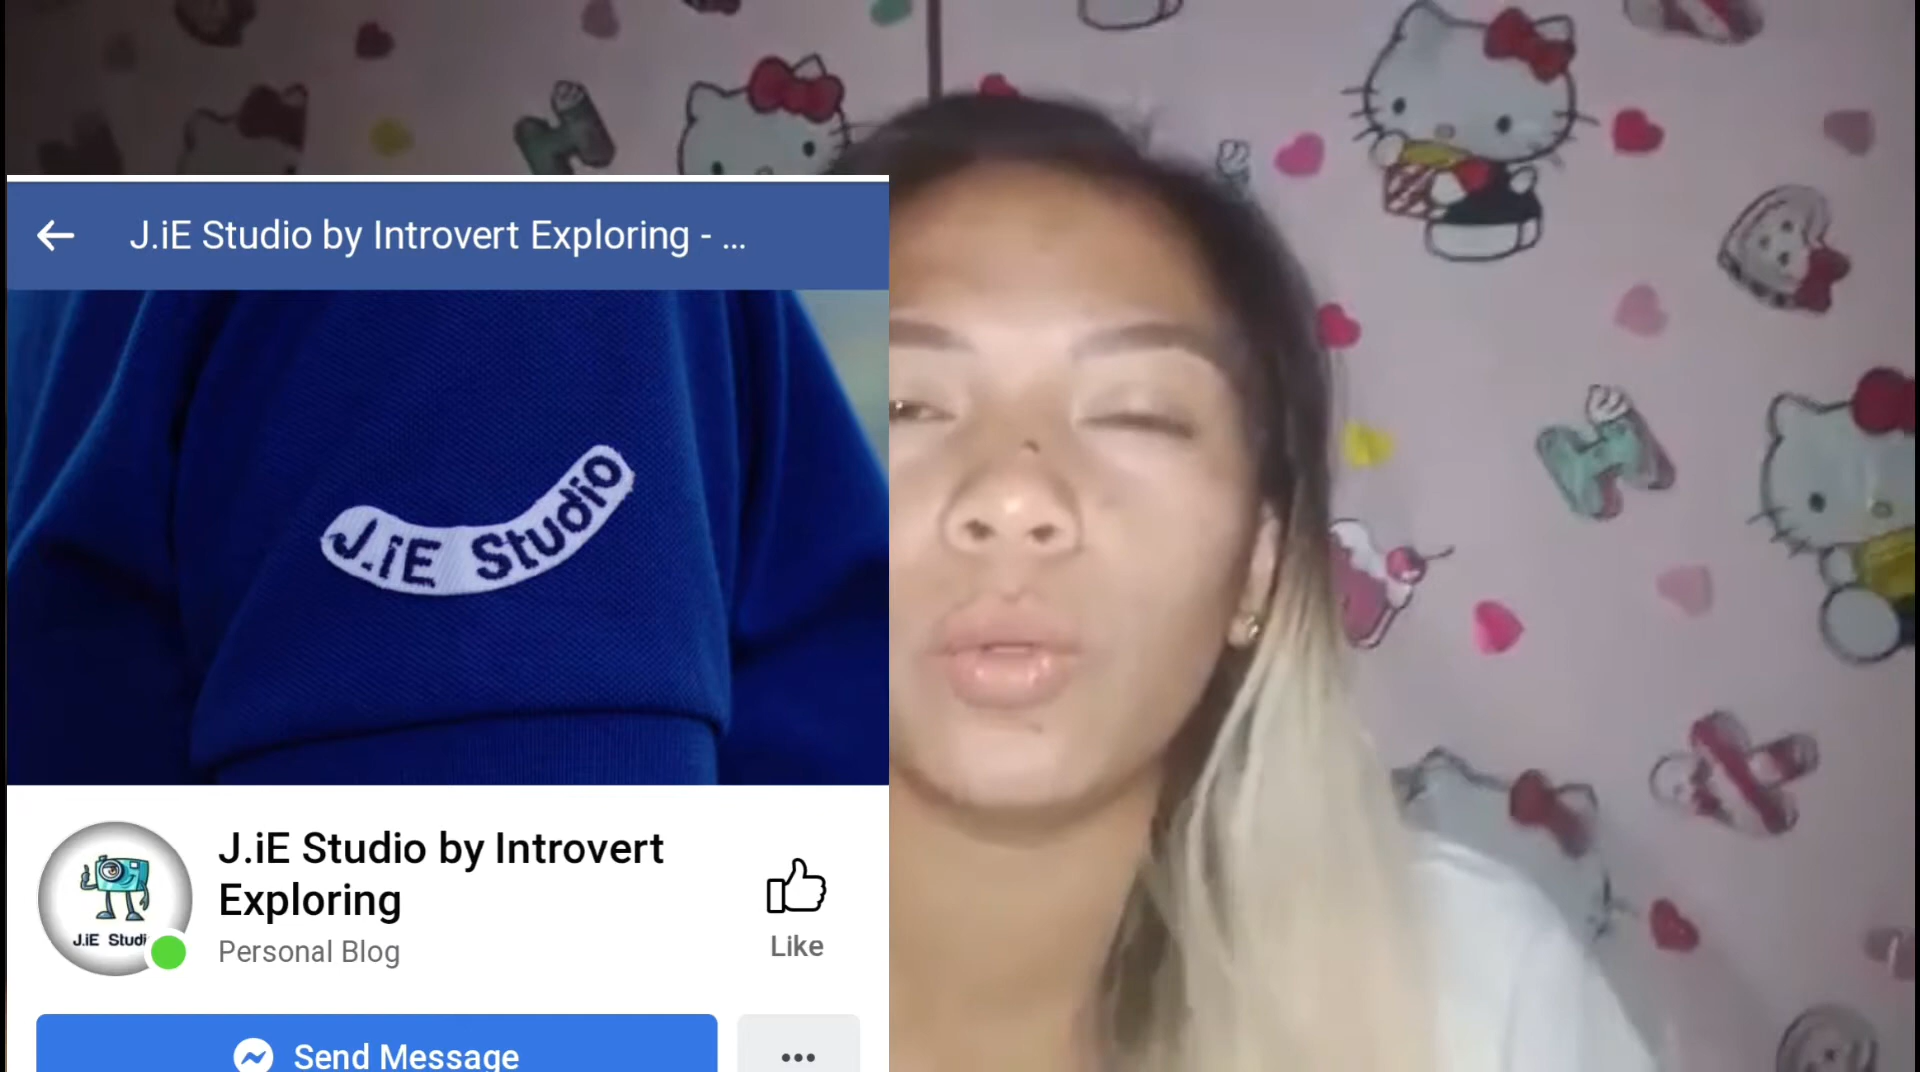 J.iE Studio by Introvert Exploring - ...
J.iE Studio
J.iE Studio by Introvert
Exploring
Personal Blog
J.iE Studi
Like
Send Message